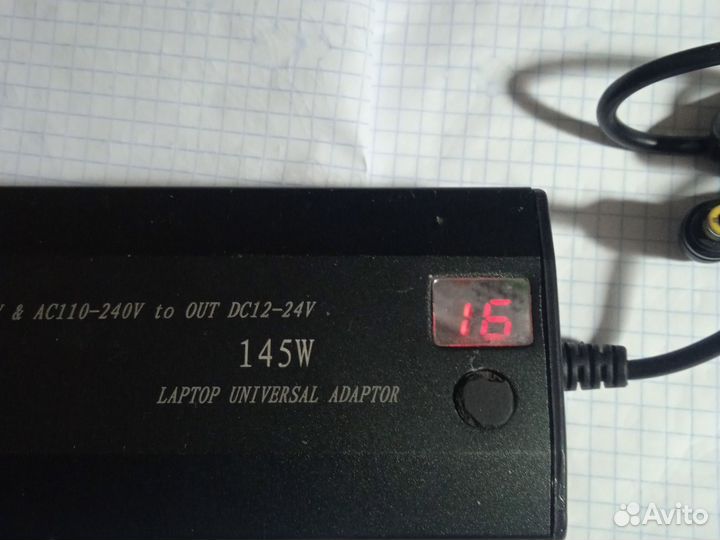 & AC110-240V to OUT DC12-24V
16
145W
LAPTOP UNIVERSAL ADAPTOR
Avito